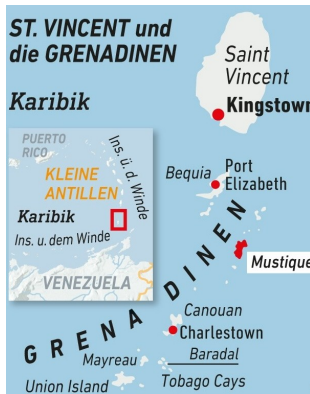 ST. VINCENT und
die GRENADINEN
Karibik
Saint
Vincent
Kingstown
PUERTO
RICO
Ins. ü. d. Winde
KLEINE
ANTILLEN
Karibik
Ins. u. dem Winde
VENEZUELA
Bequia
Port
Elizabeth
GRENADINEN
Mustique
Canouan
Charlestown
Baradal
Mayreau
Tobago Cays
Union Island